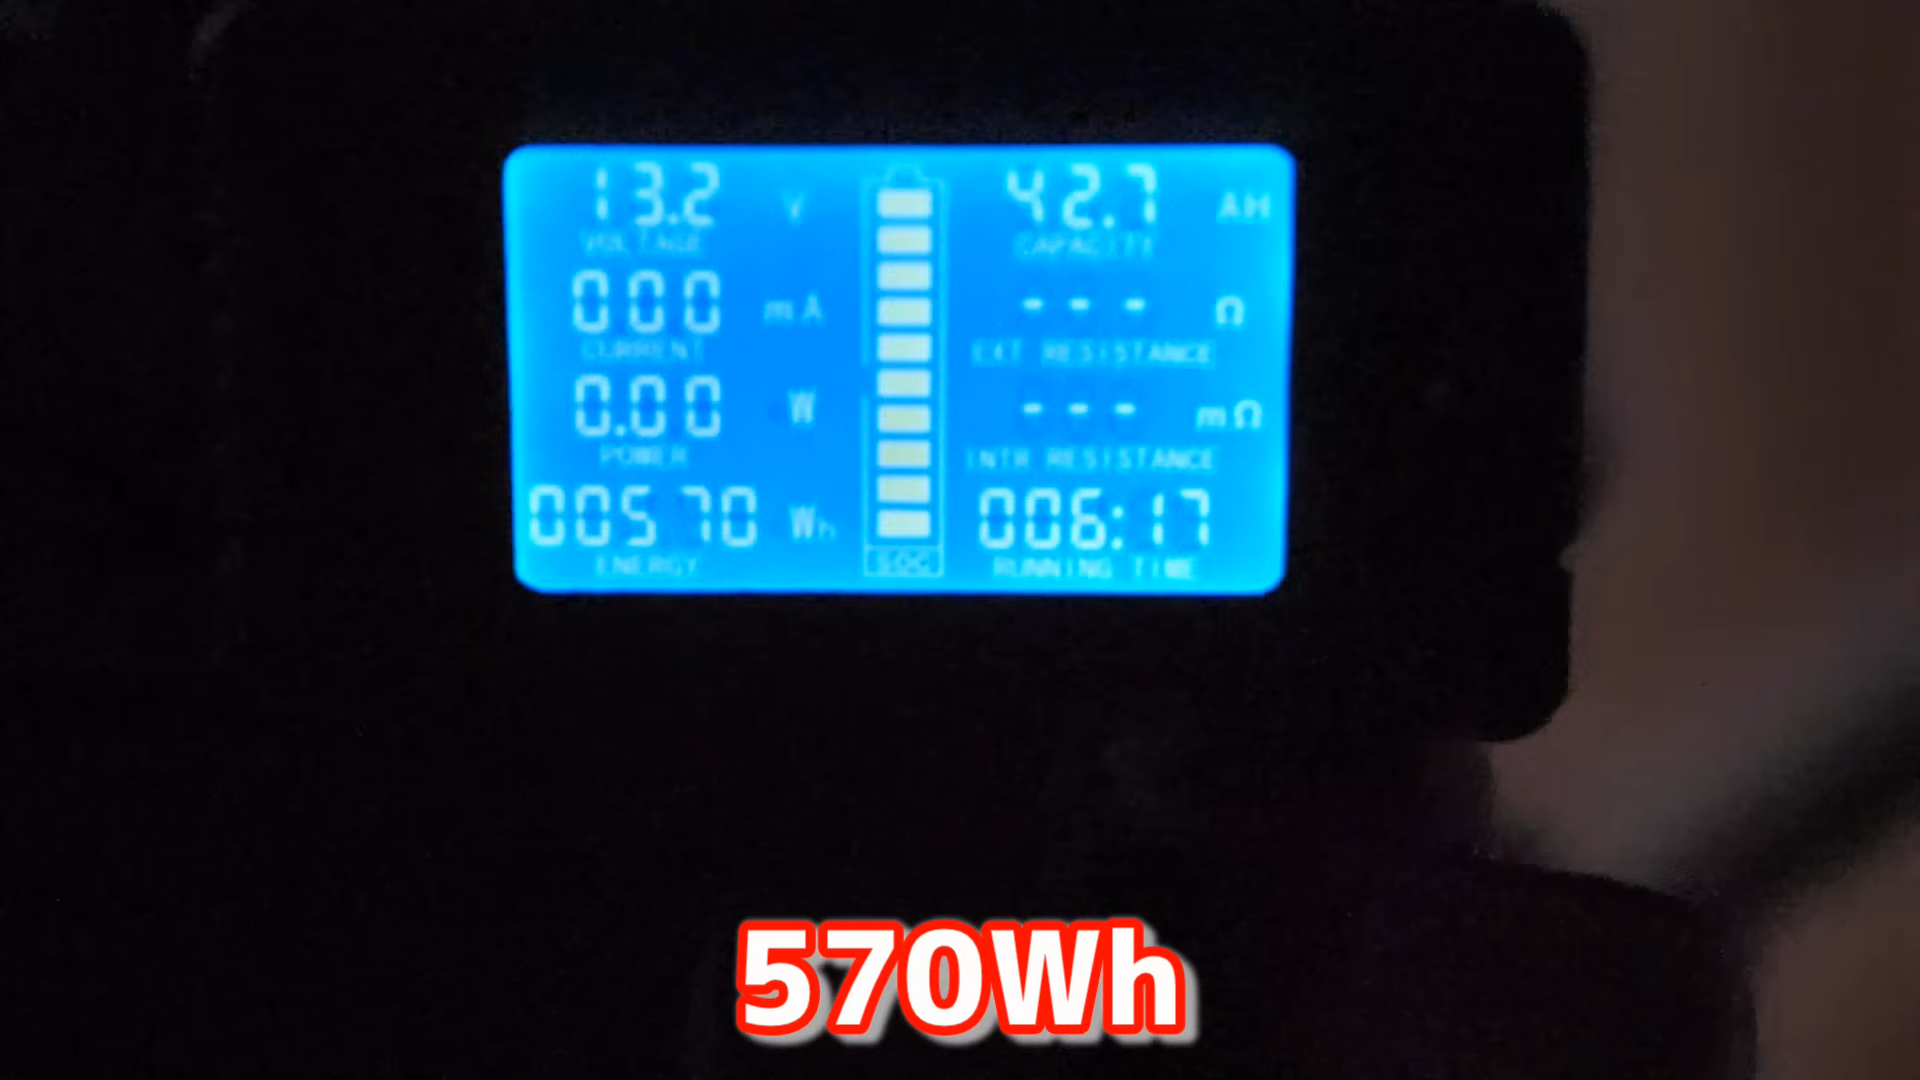 13.2 V
VOLTAGE
000 mA
CURRENT
0.00 W
POWER
00570 Wh
ENERGY
SOC
42.7 AH
CAPACITY
--- Ω
EXT RESISTANCE
--- mΩ
INTR RESISTANCE
006:17
RUNNING TIME
570Wh